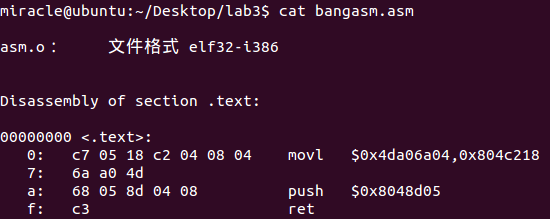 miracle@ubuntu:~/Desktop/lab3$ cat bangasm.asm
asm.o： 文件格式 elf32-i386
Disassembly of section .text:
00000000 <.text>:
0: c7 05 18 c2 04 08 04 movl $0x4da06a04,0x804c218
7: 6a a0 4d
a: 68 05 8d 04 08 push $0x8048d05
f: c3 ret